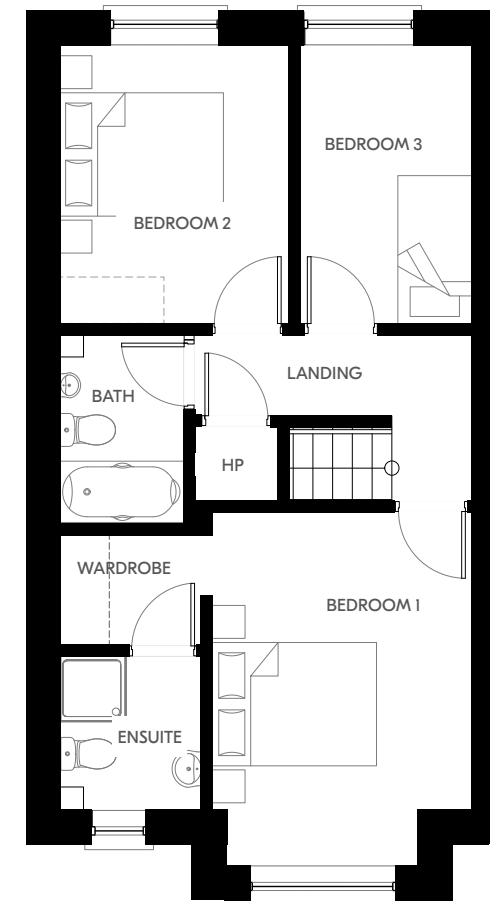 BEDROOM 3
BEDROOM 2
LANDING
BATH
HP
WARDROBE
BEDROOM 1
ENSUITE